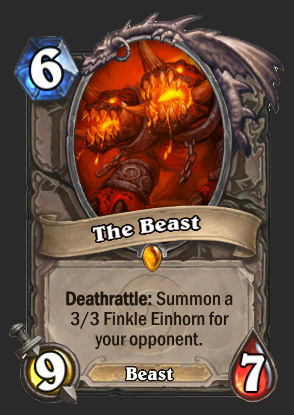 6
The Beast
Deathrattle: Summon a
3/3 Finkle Einhorn for
your opponent.
9
Beast
7